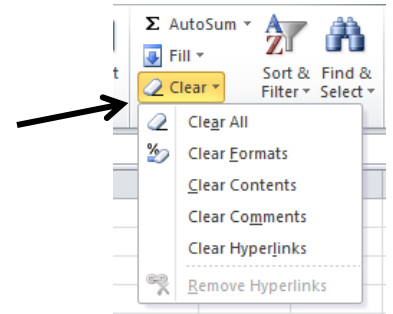 Σ AutoSum
Fill
t
Clear
Sort &
Filter
Find &
Select
A
Z
Clear All
%
Clear Formats
Clear Contents
Clear Comments
Clear Hyperlinks
Remove Hyperlinks